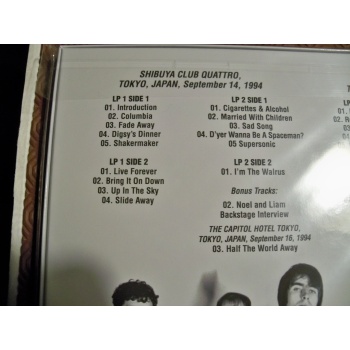 SHIBUYA CLUB QUATTRO,
TOKYO, JAPAN, September 14, 1994
LP 1 SIDE 1
01. Introduction
02. Columbia
03. Fade Away
04. Digsy's Dinner
05. Shakermaker
LP 1 SIDE 2
01. Live Forever
02. Bring It On Down
03. Up In The Sky
04. Slide Away
LP 2 SIDE 1
01. Cigarettes & Alcohol
02. Married With Children
03. Sad Song
04. D'yer Wanna Be A Spaceman?
05 Supersonic
LP 2 SIDE 2
01. I'm The Walrus
Bonus Tracks:
02. Noel and Liam
Backstage Interview
THE CAPITOL HOTEL TOKYO,
TOKYO, JAPAN, September 16, 1994
03. Half The World Away